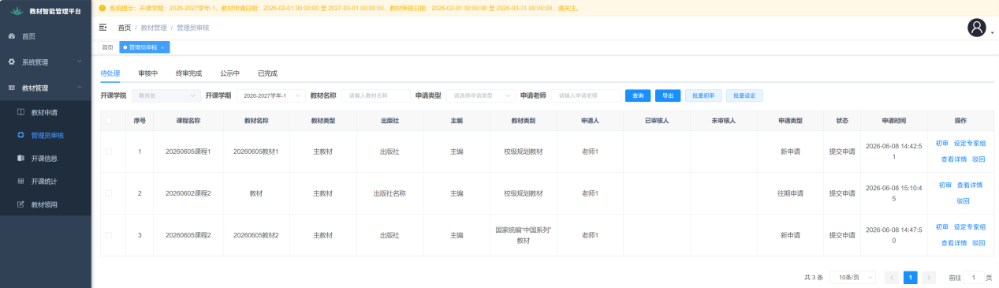 教材智能管理平台
系统提示：开课学期：2026-2027学年-1，教材申请日期：2026-02-01 00:00:00 至 2027-03-01 00:00:00，教材审核日期：2026-02-01 00:00:00 至 2026-03-31 00:00:00，请关注。
首页 / 教材管理 / 管理员审核
首页 管理员审核 ×
首页
系统管理
教材管理
教材申请
管理员审核
开课信息
开课统计
教材领用
待处理 审核中 终审完成 公示中 已完成
开课学院 教务处 开课学期 2026-2027学年-1 教材名称 请输入教材名称 申请类型 请选择申请类型 申请老师 请输入申请老师 查询 导出 批量初审 批量设定
序号 课程名称 教材名称 教材类型 出版社 主编 教材类别 申请人 已审核人 未审核人 申请类型 状态 申请时间 操作
1 20260605课程1 20260605教材1 主教材 出版社 主编 校级规划教材 老师1 新申请 提交申请 2026-06-08 14:42:5
1 初审 设定专家组
查看详情 驳回
2 20260602课程2 教材 主教材 出版社名称 主编 校级规划教材 老师1 往期申请 提交申请 2026-06-08 15:10:4
5 初审 查看详情
驳回
3 20260605课程2 20260605教材2 主教材 出版社 主编 国家统编“中国系列”
教材 老师1 新申请 提交申请 2026-06-08 14:47:5
0 初审 设定专家组
查看详情 驳回
共 3 条 10条/页 1 前往 1 页